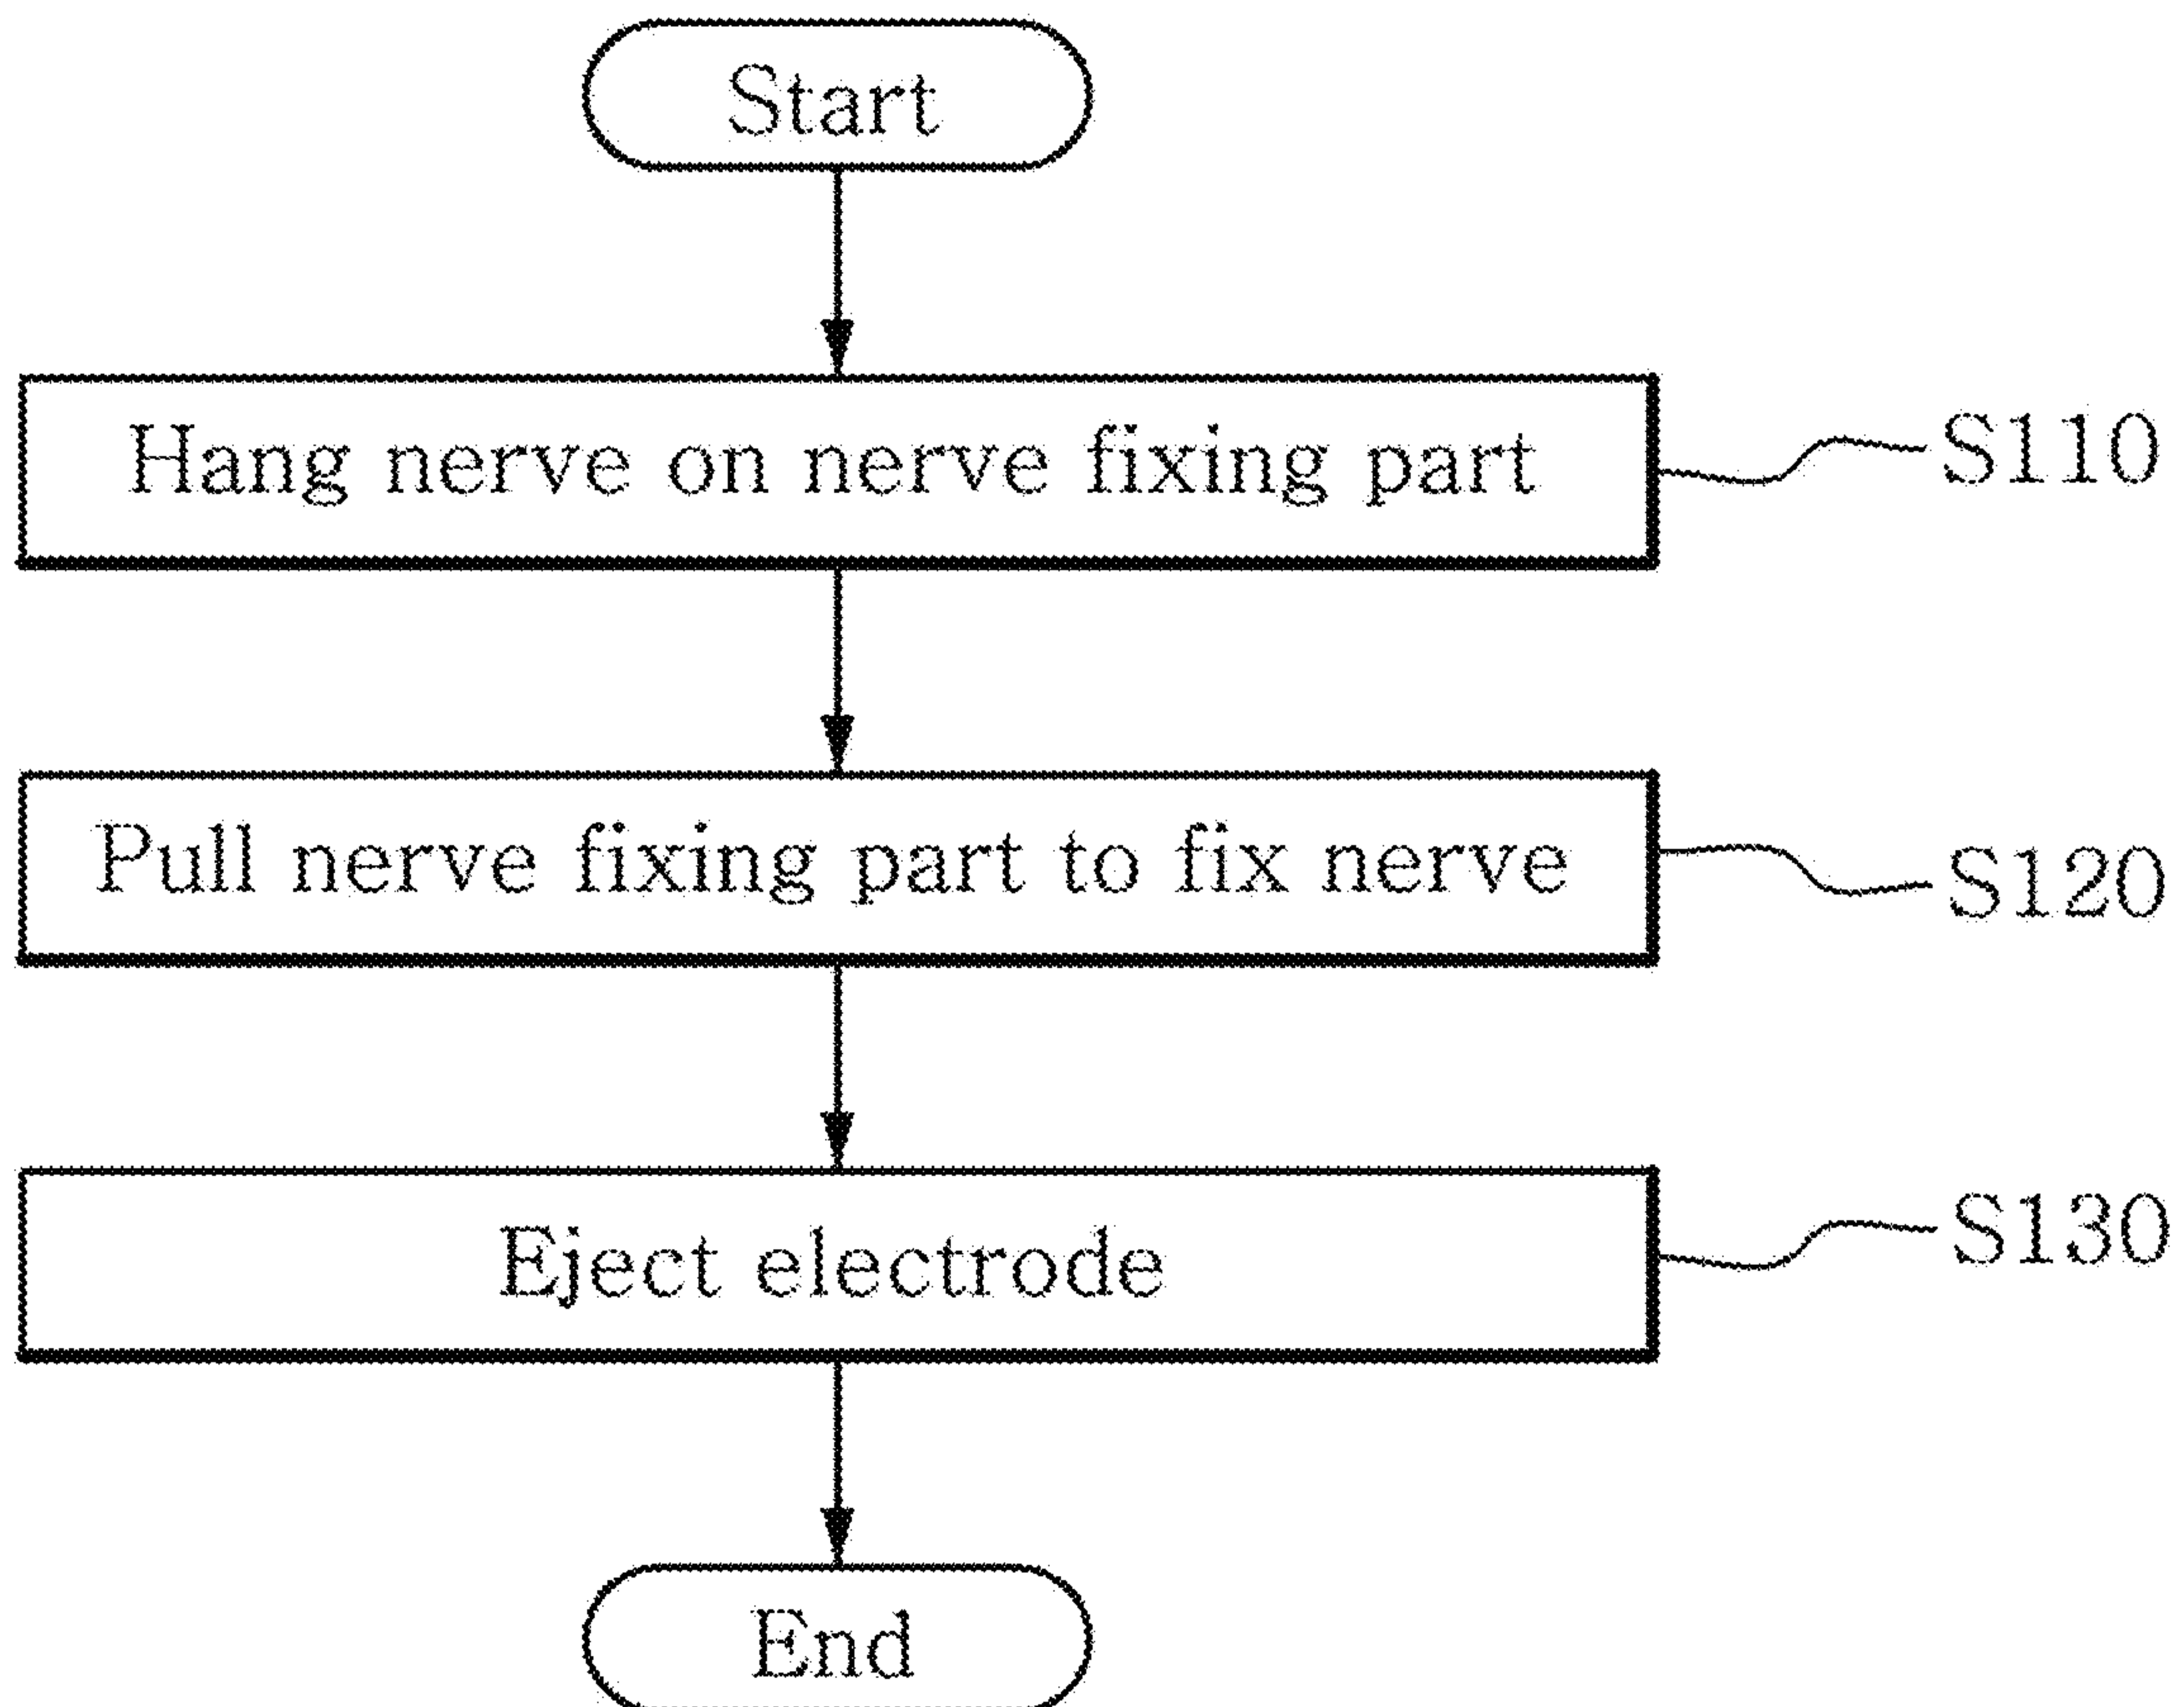 Start
Hang nerve on nerve fixing part
S110
Pull nerve fixing part to fix nerve
S120
Eject electrode
S130
End